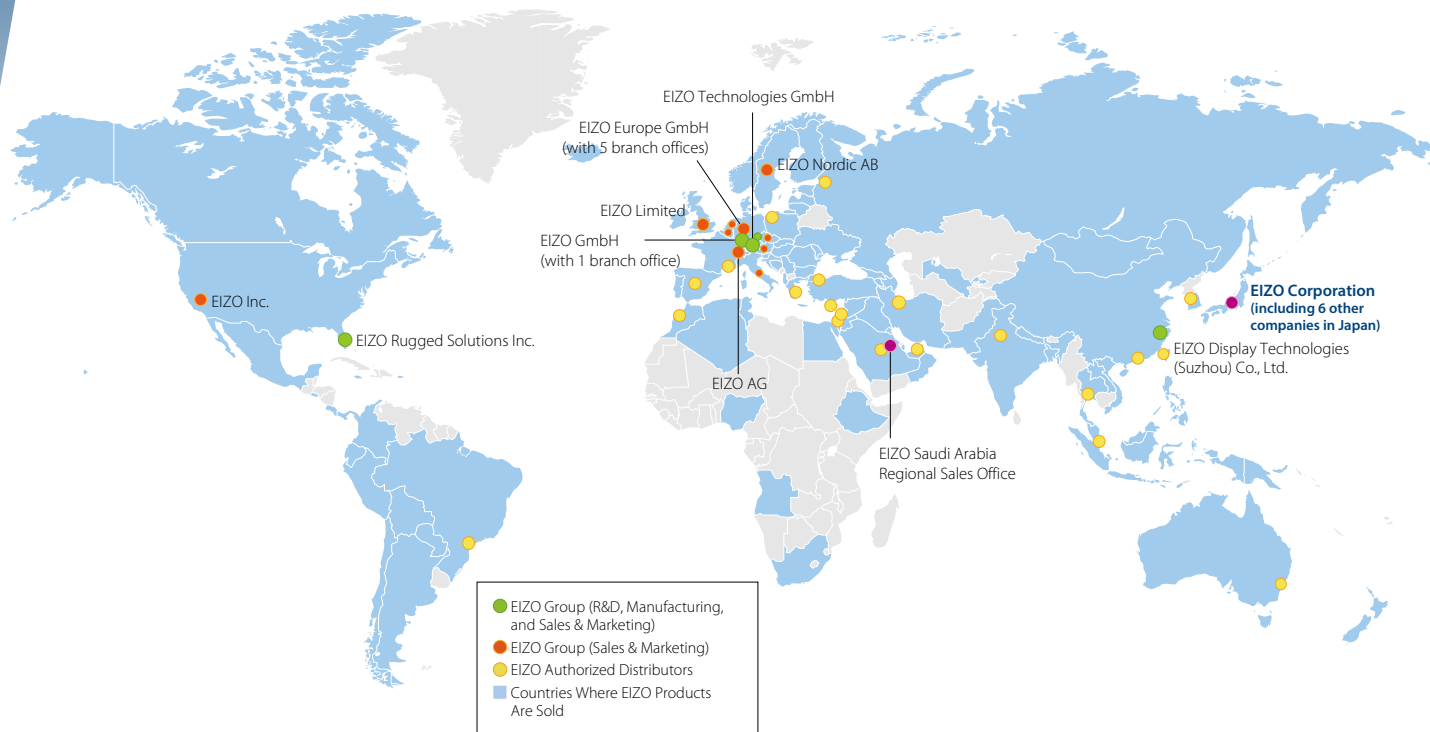 EIZO Technologies GmbH
EIZO Europe GmbH
(with 5 branch offices)
EIZO Nordic AB
EIZO Limited
EIZO GmbH
(with 1 branch office)
EIZO Inc.
EIZO Rugged Solutions Inc.
EIZO AG
EIZO Corporation
(including 6 other
companies in Japan)
EIZO Display Technologies
(Suzhou) Co., Ltd.
EIZO Saudi Arabia
Regional Sales Office
EIZO Group (R&D, Manufacturing,
and Sales & Marketing)
EIZO Group (Sales & Marketing)
EIZO Authorized Distributors
Countries Where EIZO Products
Are Sold